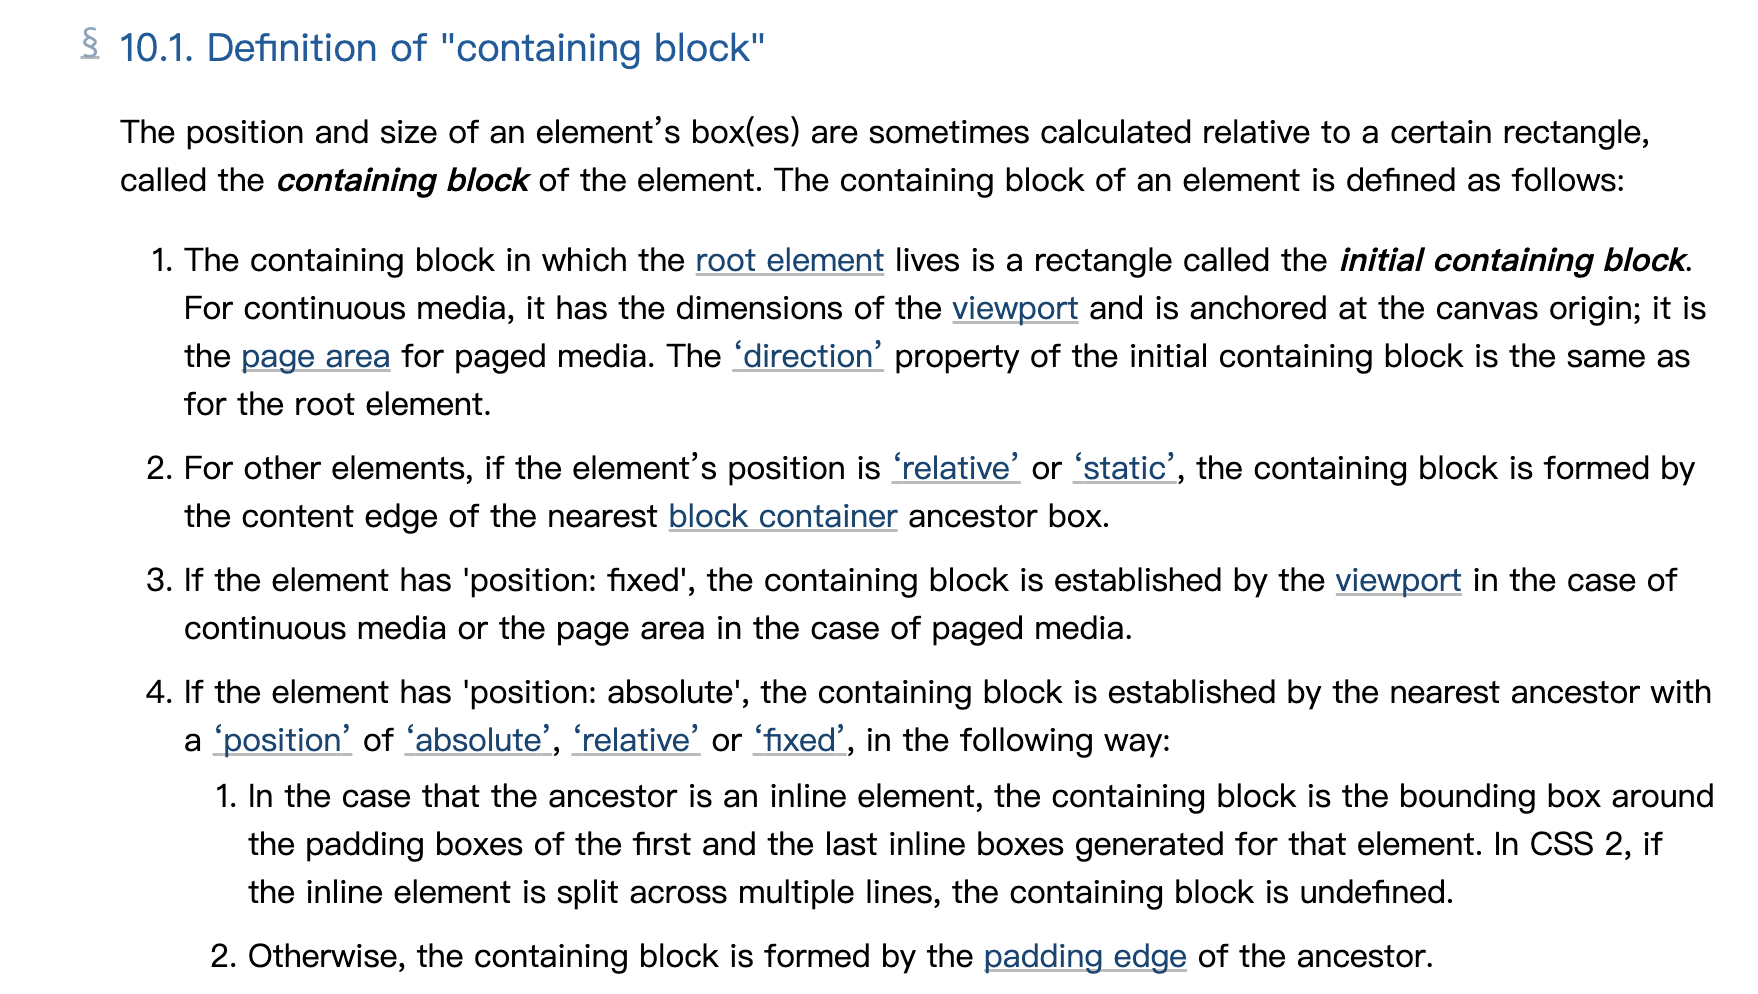 § 10.1. Definition of "containing block"
The position and size of an element’s box(es) are sometimes calculated relative to a certain rectangle,
called the containing block of the element. The containing block of an element is defined as follows:
1. The containing block in which the root element lives is a rectangle called the initial containing block.
For continuous media, it has the dimensions of the viewport and is anchored at the canvas origin; it is
the page area for paged media. The ‘direction’ property of the initial containing block is the same as
for the root element.
2. For other elements, if the element’s position is ‘relative’ or ‘static’, the containing block is formed by
the content edge of the nearest block container ancestor box.
3. If the element has 'position: fixed', the containing block is established by the viewport in the case of
continuous media or the page area in the case of paged media.
4. If the element has 'position: absolute', the containing block is established by the nearest ancestor with
a ‘position’ of ‘absolute’, ‘relative’ or ‘fixed’, in the following way:
1. In the case that the ancestor is an inline element, the containing block is the bounding box around
the padding boxes of the first and the last inline boxes generated for that element. In CSS 2, if
the inline element is split across multiple lines, the containing block is undefined.
2. Otherwise, the containing block is formed by the padding edge of the ancestor.